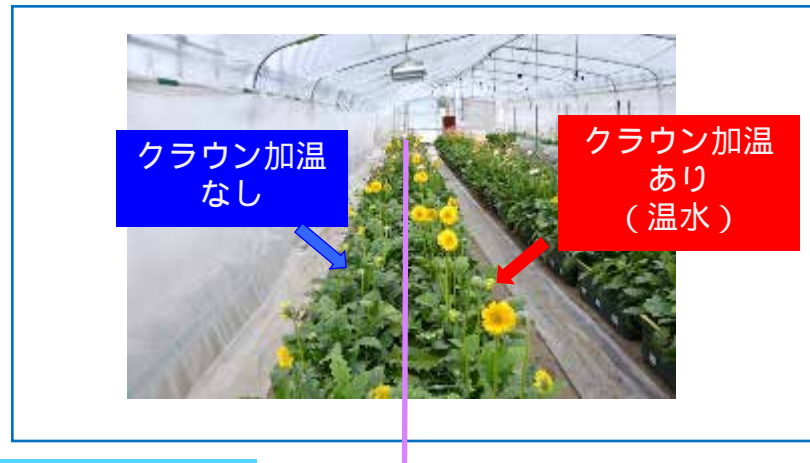 クラウン加温
なし
クラウン加温
あり
（温水）